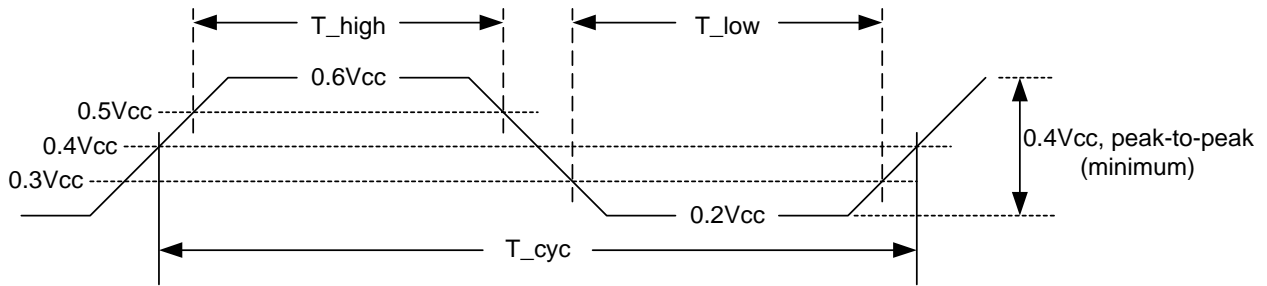 T_high
T_low
0.6Vcc
0.5Vcc
0.4Vcc
0.4Vcc, peak-to-peak
(minimum)
0.3Vcc
0.2Vcc
T_cyc